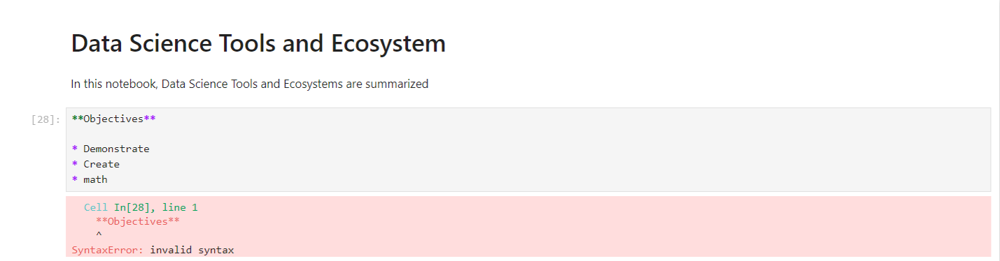 Data Science Tools and Ecosystem
In this notebook, Data Science Tools and Ecosystems are summarized
[28]:
**Objectives**
* Demonstrate
* Create
* math
Cell In[28], line 1
**Objectives**
^
SyntaxError: invalid syntax